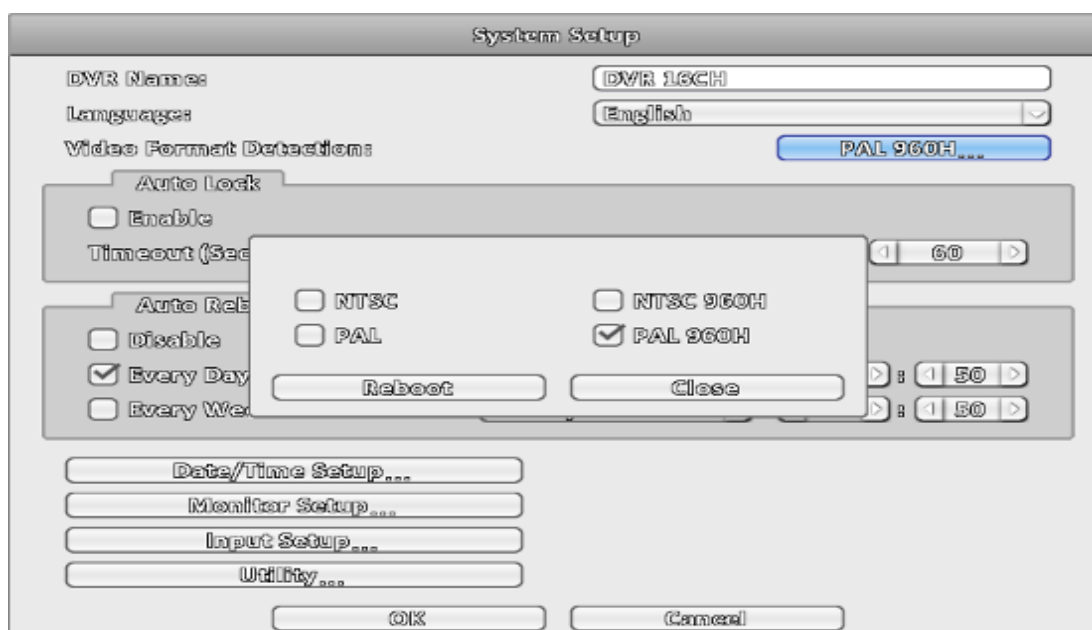 System Setup
DVR Name: DVR 16CH
Language: English
Video Format Detection: PAL 960H...
Auto Lock
Enable
Timeout (Sec 60
Auto Reb
NTSC NTSC 960H
PAL PAL 960H
Disable
Every Day : 50
Reboot Close
Every We : 50
Date/Time Setup...
Monitor Setup...
Input Setup...
Utility...
OK Cancel